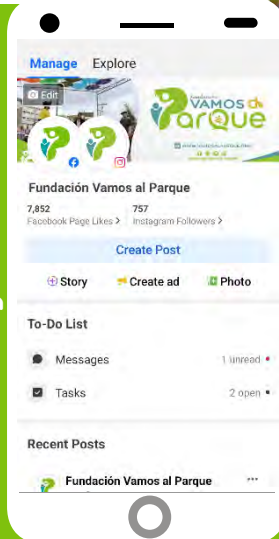 Manage Explore
Edit
Fundación
VAMOS al
Parque
Fundación Vamos al Parque
7,852 757
Facebook Page Likes > Instagram Followers >
Create Post
Story Create ad Photo
To-Do List
Messages 1 unread
Tasks 2 open
Recent Posts
Fundación Vamos al Parque ...